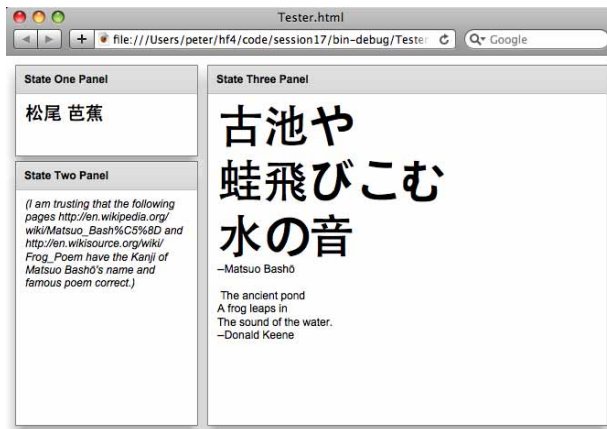 Tester.html
file:///Users/peter/hf4/code/session17/bin-debug/Tester
Google
State One Panel
松尾 芭蕉
State Two Panel
(I am trusting that the following
pages http://en.wikipedia.org/
wiki/Matsuo_Bash%C5%8D and
http://en.wikisource.org/wiki/
Frog_Poem have the Kanji of
Matsuo Bashō's name and
famous poem correct.)
State Three Panel
古池や
蛙飛びこむ
水の音
—Matsuo Bashō
The ancient pond
A frog leaps in
The sound of the water.
—Donald Keene